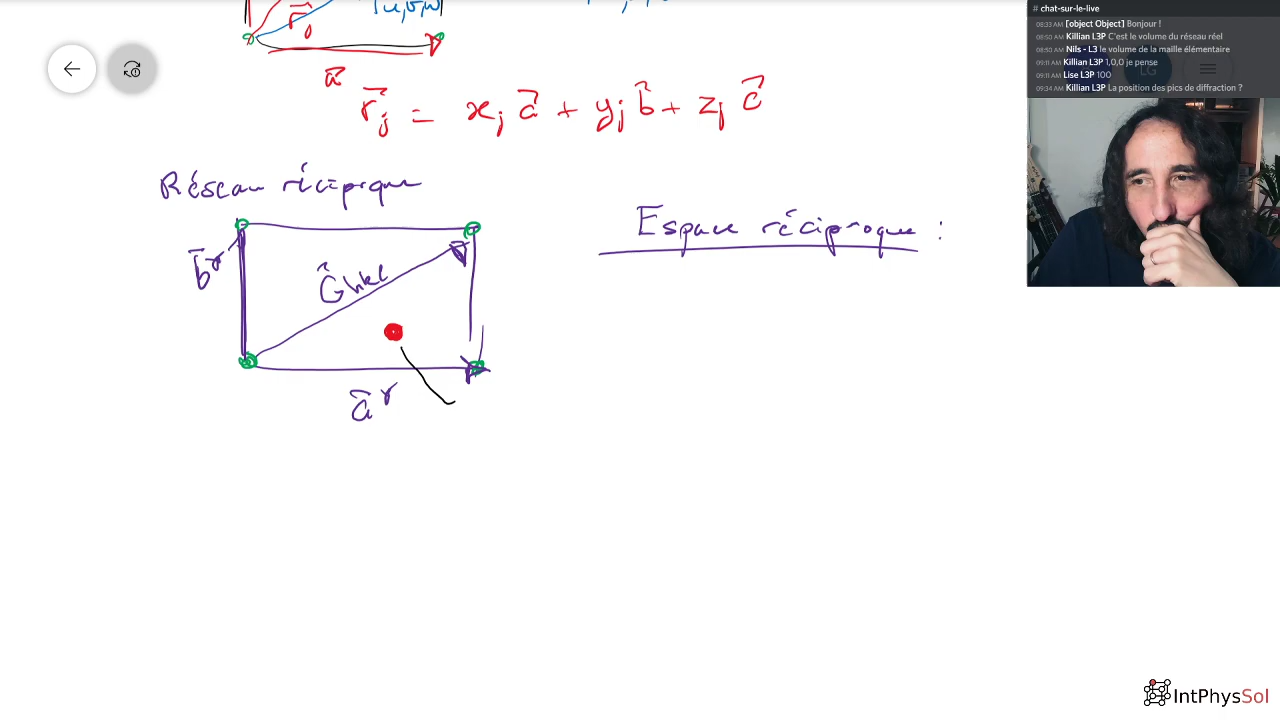 # chat-sur-le-live
08:33 AM [object Object] Bonjour !
08:50 AM Killian L3P C'est le volume du réseau réel
08:50 AM Nils - L3 le volume de la maille élémentaire
09:11 AM Killian L3P 1,0,0 je pense
09:11 AM Lise L3P 100
09:34 AM Killian L3P La position des pics de diffraction ?
LG
r⃗j
a⃗
r⃗j = xj a⃗ + yj b⃗ + zj c⃗
Réseau réciproque
Espace réciproque :
b⃗r
G⃗hkl
a⃗r
IntPhysSol